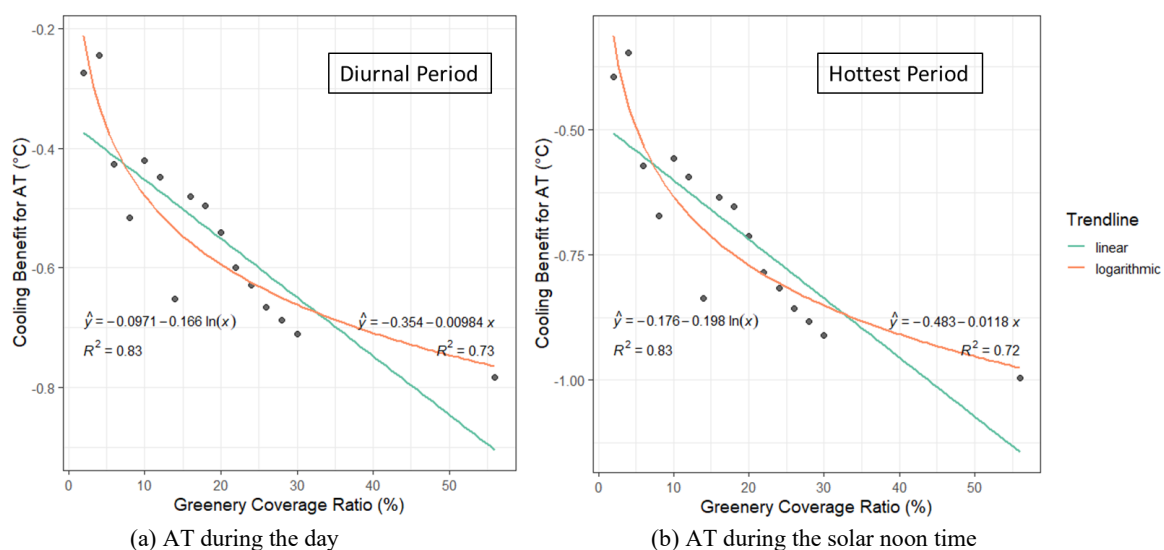 Diurnal Period
Cooling Benefit for AT (°C)
-0.2
-0.4
-0.6
-0.8
ŷ = −0.0971 − 0.166 ln(x)
R² = 0.83
ŷ = −0.354 − 0.00984 x
R² = 0.73
0 10 20 30 40 50
Greenery Coverage Ratio (%)
(a) AT during the day
Hottest Period
Cooling Benefit for AT (°C)
-0.50
-0.75
-1.00
ŷ = −0.176 − 0.198 ln(x)
R² = 0.83
ŷ = −0.483 − 0.0118 x
R² = 0.72
0 10 20 30 40 50
Greenery Coverage Ratio (%)
(b) AT during the solar noon time
Trendline
linear
logarithmic